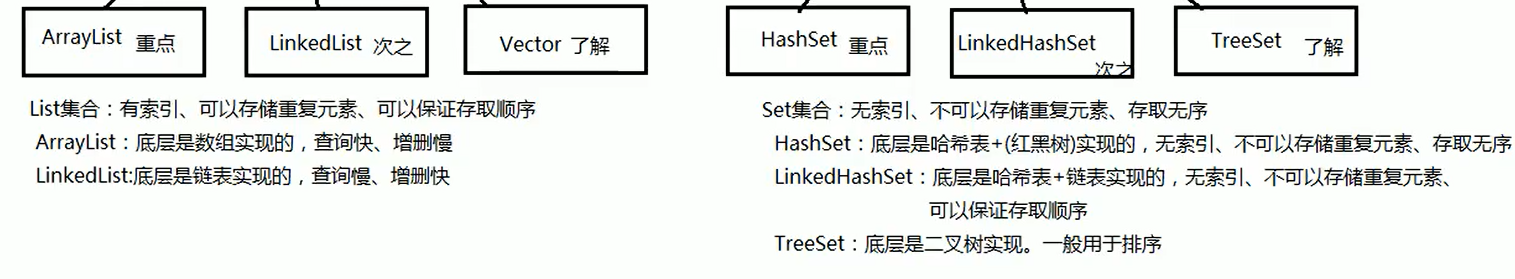 ArrayList 重点
LinkedList 次之
Vector 了解
HashSet 重点
LinkedHashSet 次之
TreeSet 了解
List集合：有索引、可以存储重复元素、可以保证存取顺序
ArrayList：底层是数组实现的，查询快、增删慢
LinkedList:底层是链表实现的，查询慢、增删快
Set集合：无索引、不可以存储重复元素、存取无序
HashSet：底层是哈希表+(红黑树)实现的，无索引、不可以存储重复元素、存取无序
LinkedHashSet：底层是哈希表+链表实现的，无索引、不可以存储重复元素、
可以保证存取顺序
TreeSet：底层是二叉树实现。一般用于排序